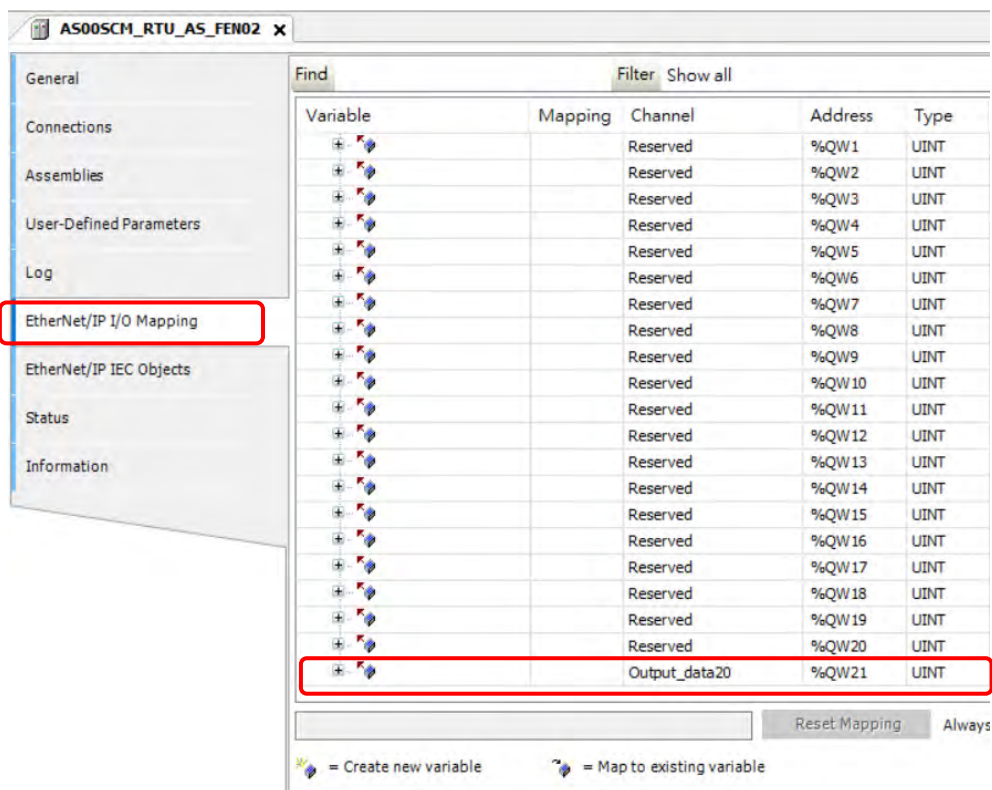 AS00SCM_RTU_AS_FEN02 x
General
Connections
Assemblies
User-Defined Parameters
Log
EtherNet/IP I/O Mapping
EtherNet/IP IEC Objects
Status
Information
Find Filter Show all
Variable Mapping Channel Address Type
Reserved %QW1 UINT
Reserved %QW2 UINT
Reserved %QW3 UINT
Reserved %QW4 UINT
Reserved %QW5 UINT
Reserved %QW6 UINT
Reserved %QW7 UINT
Reserved %QW8 UINT
Reserved %QW9 UINT
Reserved %QW10 UINT
Reserved %QW11 UINT
Reserved %QW12 UINT
Reserved %QW13 UINT
Reserved %QW14 UINT
Reserved %QW15 UINT
Reserved %QW16 UINT
Reserved %QW17 UINT
Reserved %QW18 UINT
Reserved %QW19 UINT
Reserved %QW20 UINT
Output_data20 %QW21 UINT
Reset Mapping Always
= Create new variable = Map to existing variable